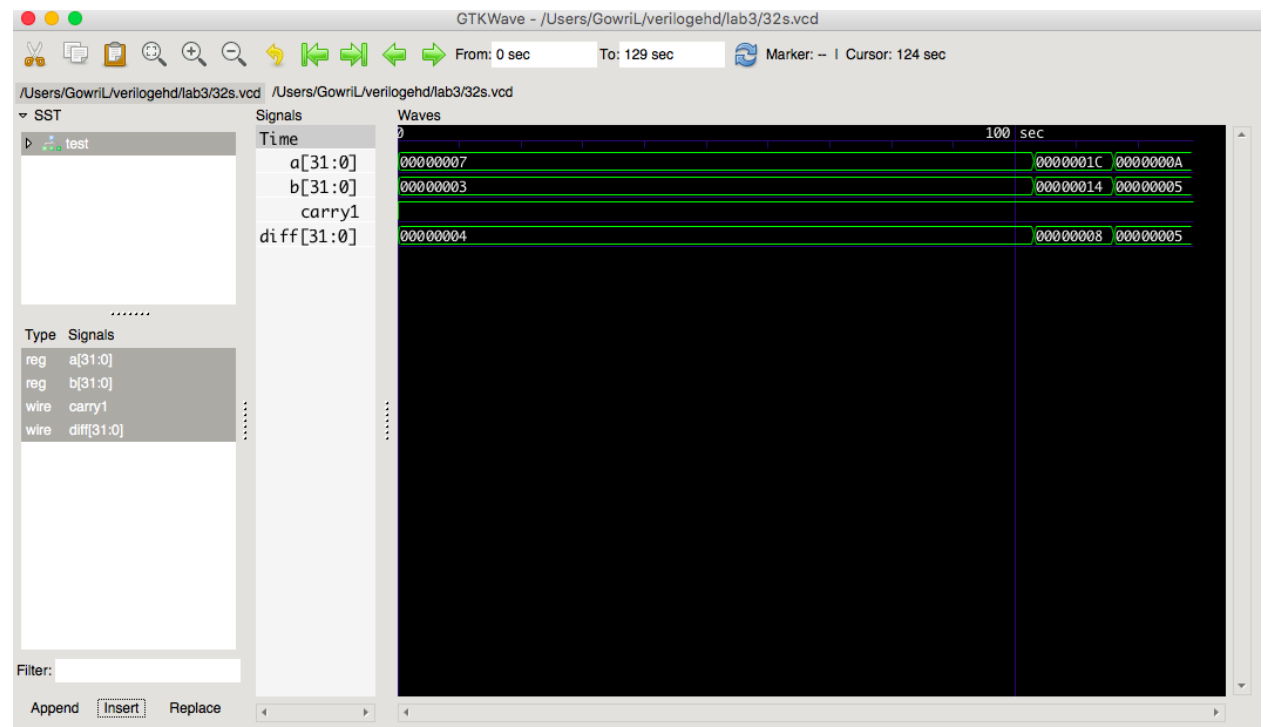 GTKWave - /Users/GowriL/verilogehd/lab3/32s.vcd
From: 0 sec To: 129 sec Marker: -- | Cursor: 124 sec
/Users/GowriL/verilogehd/lab3/32s.vcd /Users/GowriL/verilogehd/lab3/32s.vcd
SST
test
Type Signals
reg a[31:0]
reg b[31:0]
wire carry1
wire diff[31:0]
Filter:
Append Insert Replace
Signals
Time
a[31:0]
b[31:0]
carry1
diff[31:0]
Waves
0 100 sec
00000007 0000001C 0000000A
00000003 00000014 00000005
00000004 00000008 00000005